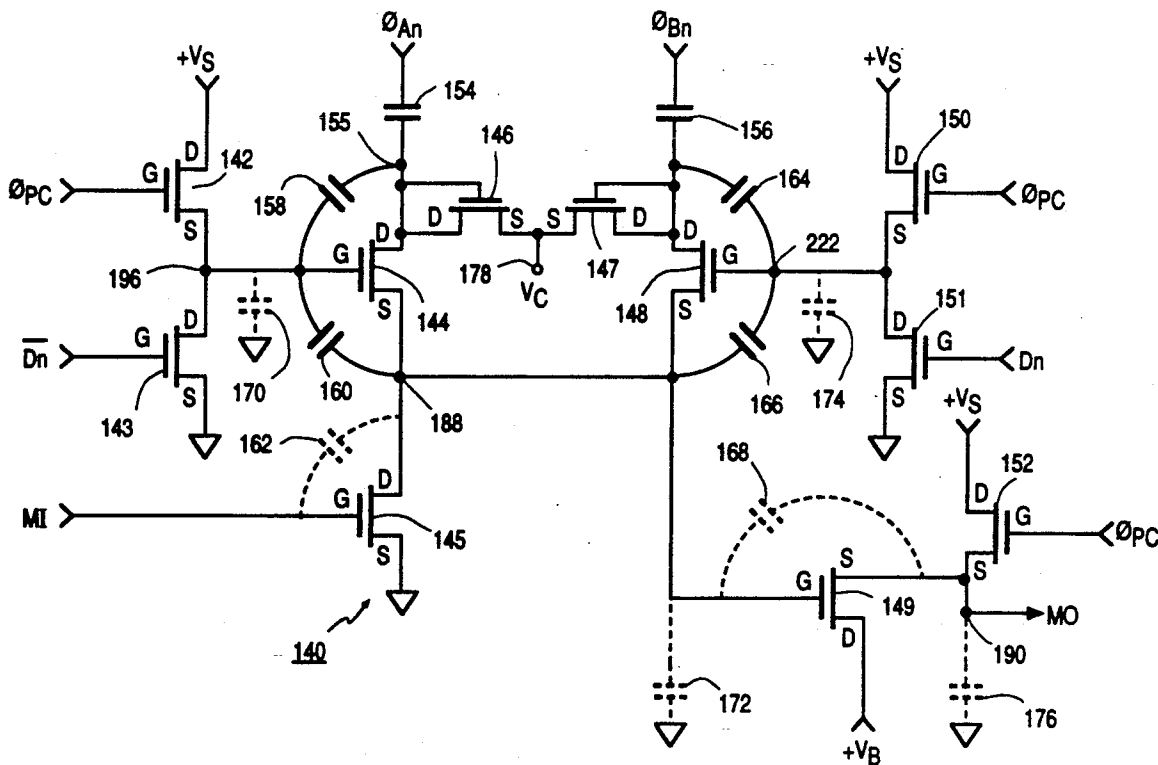 ØAn
ØBn
+VS
+VS
154
155
146
156
150
142
D
D
G
158
164
G
ØPC
ØPC
S
D
S
S
D
S
D
D
147
222
196
G
G
178
VC
144
148
151
S
S
D
D
G
G
Dn
Dn
160
170
166
174
S
S
143
188
+VS
162
168
152
D
D
MI
G
G
145
ØPC
S
S
S
G
149
MO
140
D
190
172
176
+VB